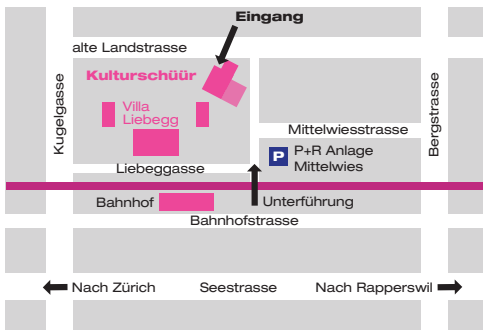 Eingang
alte Landstrasse
Kulturschüür
Kugelgasse
Villa
Liebegg
Bergstrasse
Mittelwiesstrasse
P
P+R Anlage
Mittelwies
Liebeggasse
Bahnhof
Unterführung
Bahnhofstrasse
Nach Zürich
Seestrasse
Nach Rapperswil